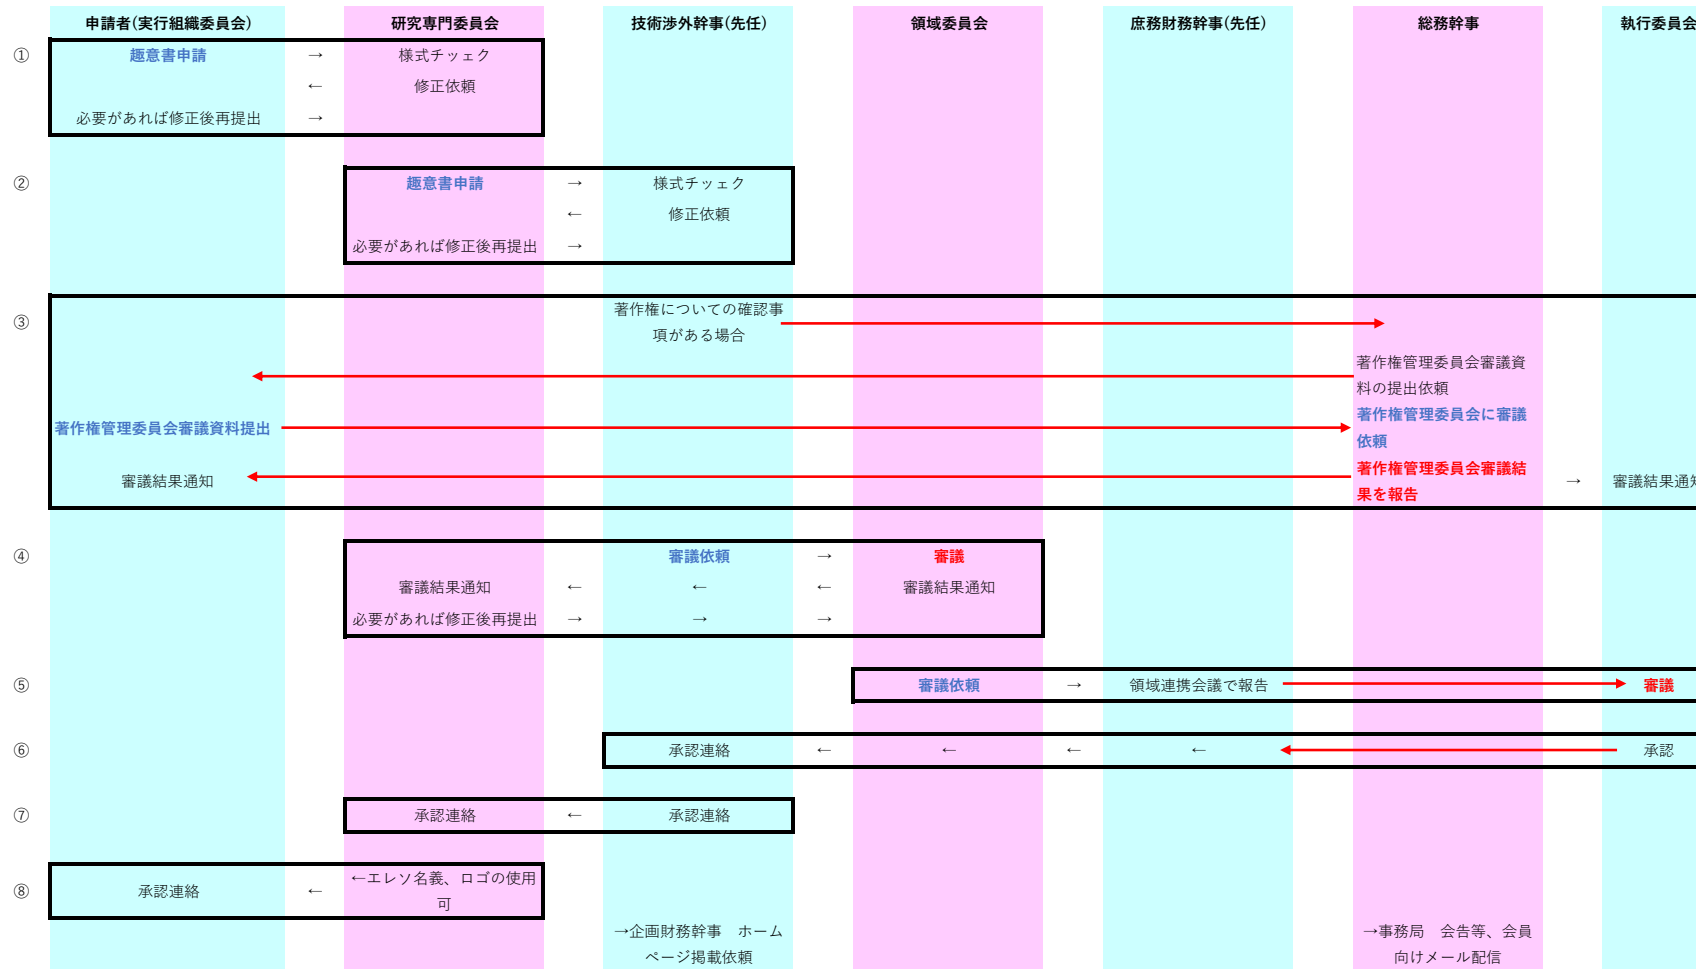 申請者(実行組織委員会) 研究専門委員会 技術渉外幹事(先任) 領域委員会 庶務財務幹事(先任) 総務幹事 執行委員会
① 趣意書申請 → 様式チッェク
← 修正依頼
必要があれば修正後再提出 →
② 趣意書申請 → 様式チッェク
← 修正依頼
必要があれば修正後再提出 →
③ 著作権についての確認事
項がある場合
著作権管理委員会審議資
料の提出依頼
著作権管理委員会審議資料提出 著作権管理委員会に審議
依頼
審議結果通知 著作権管理委員会審議結
果を報告 → 審議結果通知
④ 審議依頼 → 審議
審議結果通知 ← ← ← 審議結果通知
必要があれば修正後再提出 → → →
⑤ 審議依頼 → 領域連携会議で報告 審議
⑥ 承認連絡 ← ← ← ← 承認
⑦ 承認連絡 ← 承認連絡
⑧ 承認連絡 ← ←エレソ名義、ロゴの使用
可
→企画財務幹事　ホーム
ページ掲載依頼
→事務局　会告等、会員
向けメール配信